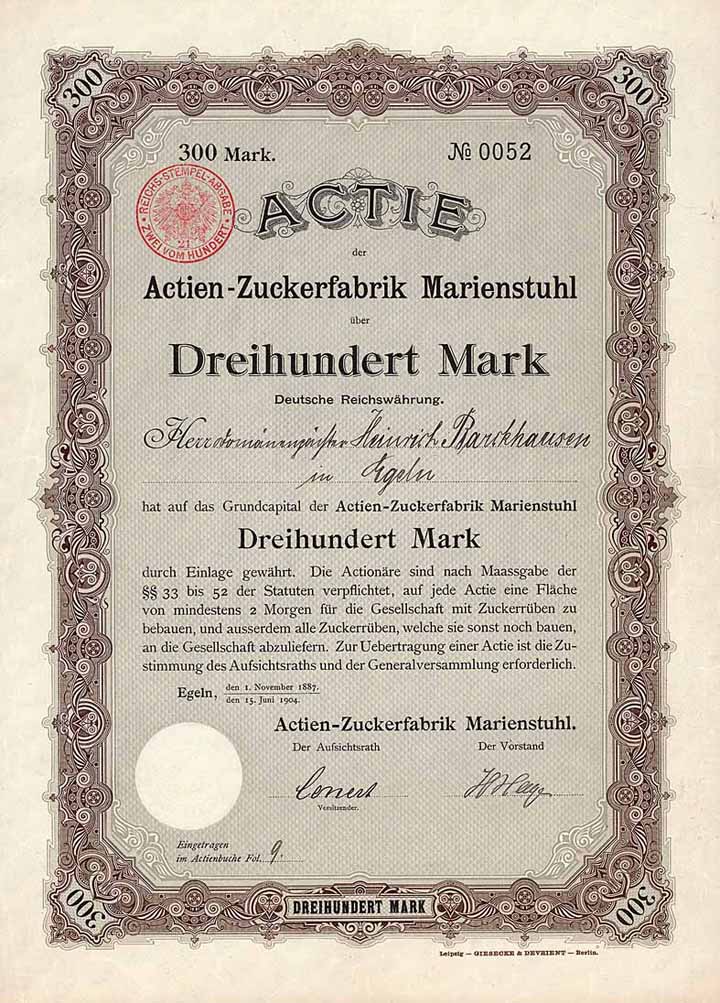 300
300
300 Mark.
№ 0052
REICHS-STEMPEL-ABGABE
21
ZWEI VOM HUNDERT
ACTIE
der
Actien-Zuckerfabrik Marienstuhl
über
Dreihundert Mark
Deutsche Reichswährung.
Herr Domänenpächter Heinrich Barckhausen
in Egeln
hat auf das Grundcapital der Actien-Zuckerfabrik Marienstuhl
Dreihundert Mark
durch Einlage gewährt. Die Actionäre sind nach Maassgabe der
§§ 33 bis 52 der Statuten verpflichtet, auf jede Actie eine Fläche
von mindestens 2 Morgen für die Gesellschaft mit Zuckerrüben zu
bebauen, und ausserdem alle Zuckerrüben, welche sie sonst noch bauen,
an die Gesellschaft abzuliefern. Zur Uebertragung einer Actie ist die Zu-
stimmung des Aufsichtsraths und der Generalversammlung erforderlich.
Egeln, den 1. November 1887.
den 15. Juni 1904.
Actien-Zuckerfabrik Marienstuhl.
Der Aufsichtsrath
Der Vorstand
Vorsitzender.
Eingetragen
im Actienbuche Fol. 9.
300
DREIHUNDERT MARK
300
Leipzig — GIESECKE & DEVRIENT — Berlin.